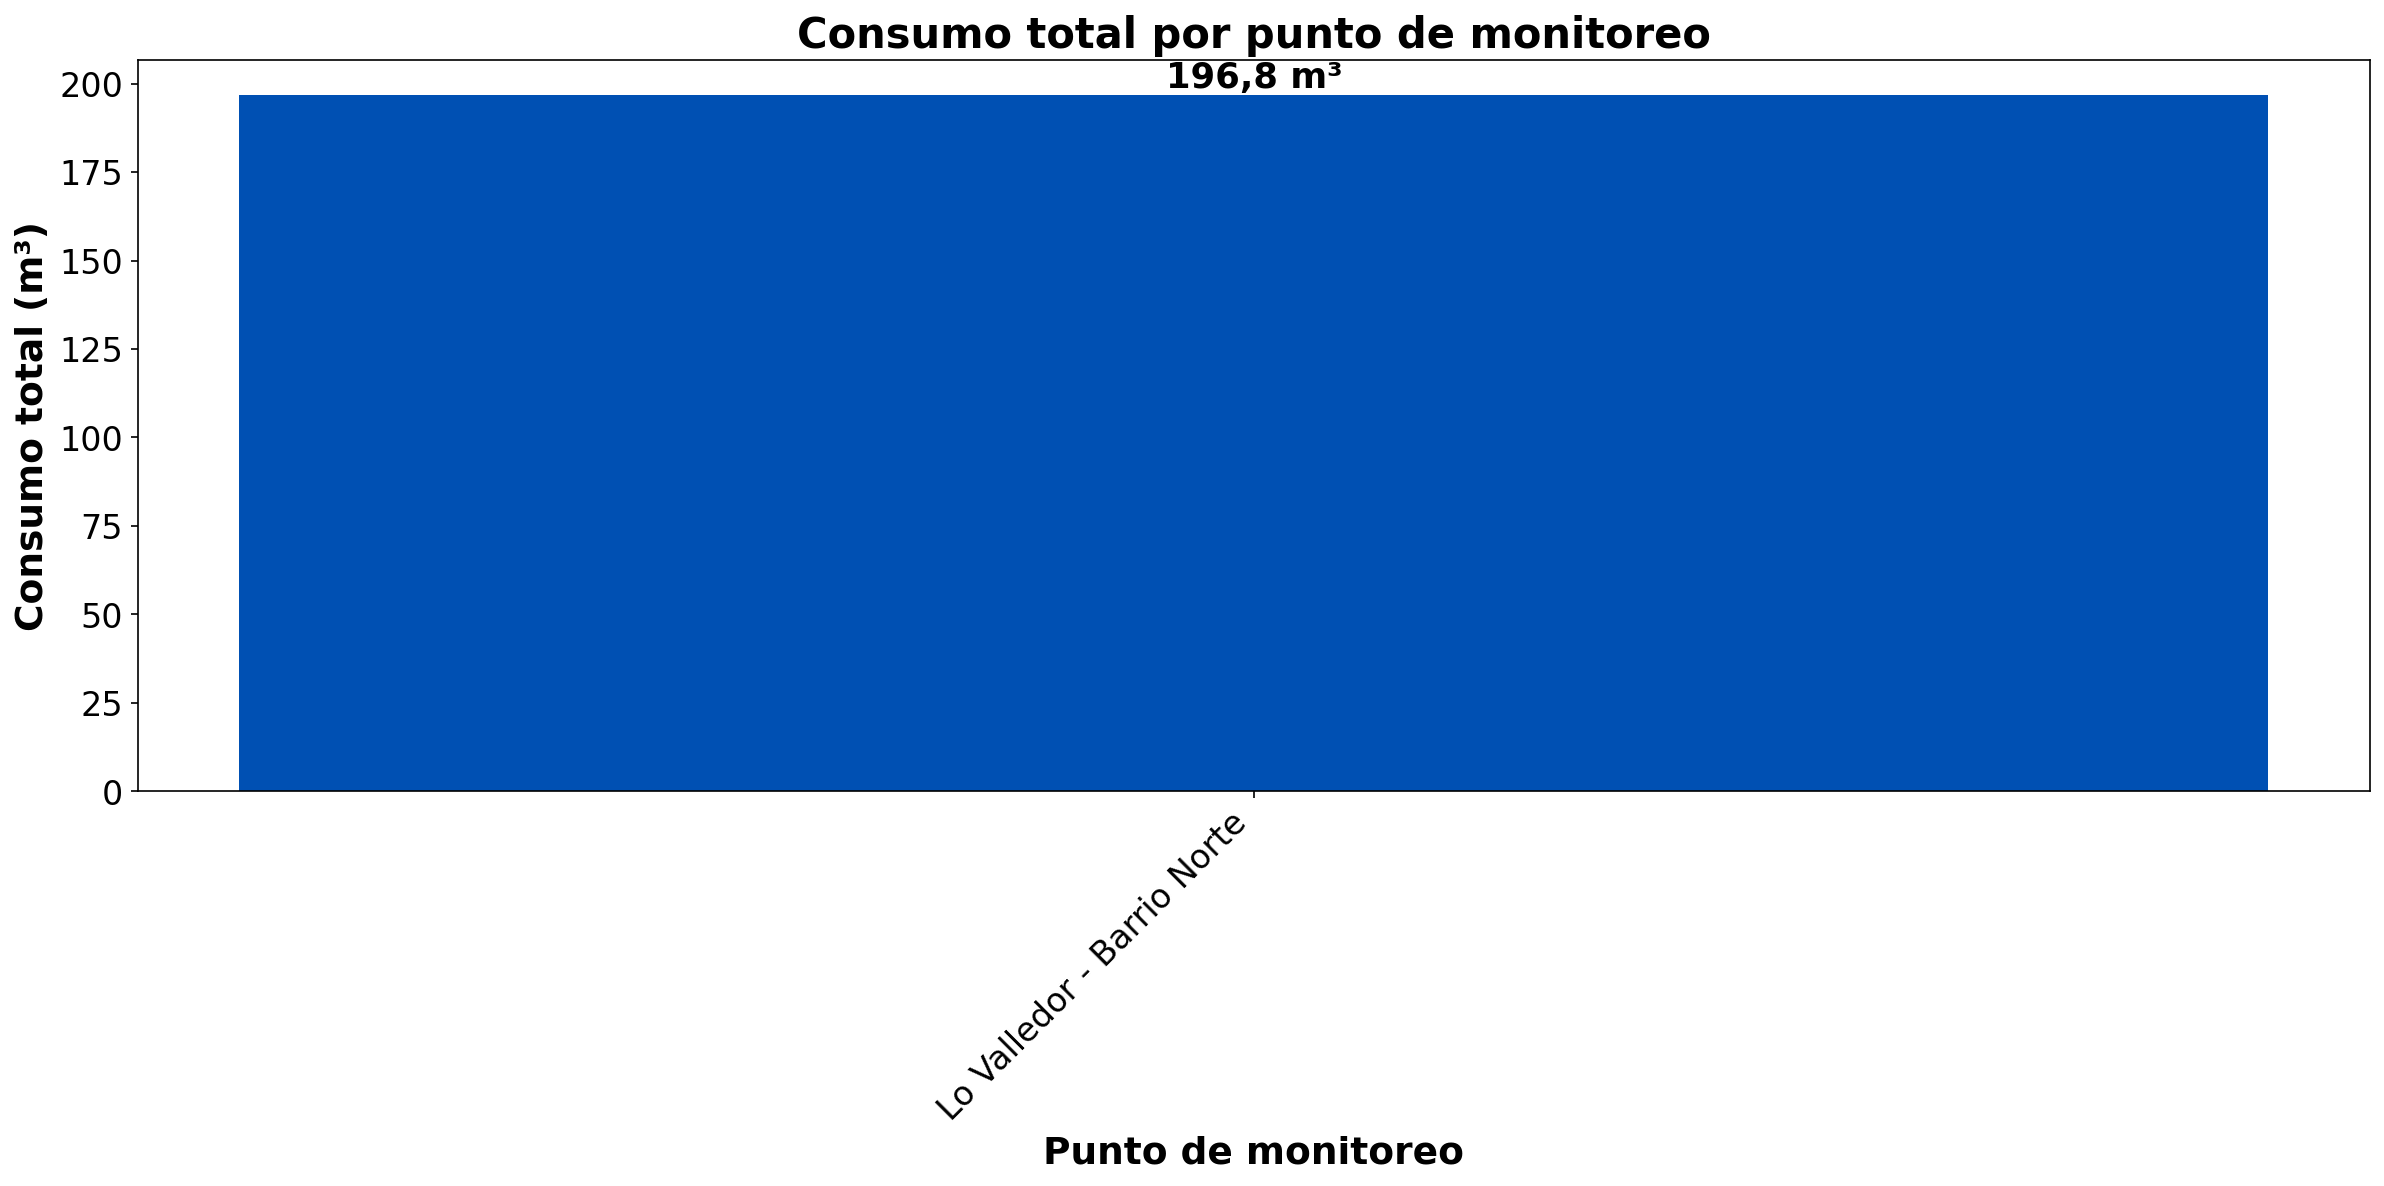 Consumo total por punto de monitoreo
196,8 m³
200
175
150
125
100
75
50
25
0
Consumo total (m³)
Lo Valledor - Barrio Norte
Punto de monitoreo